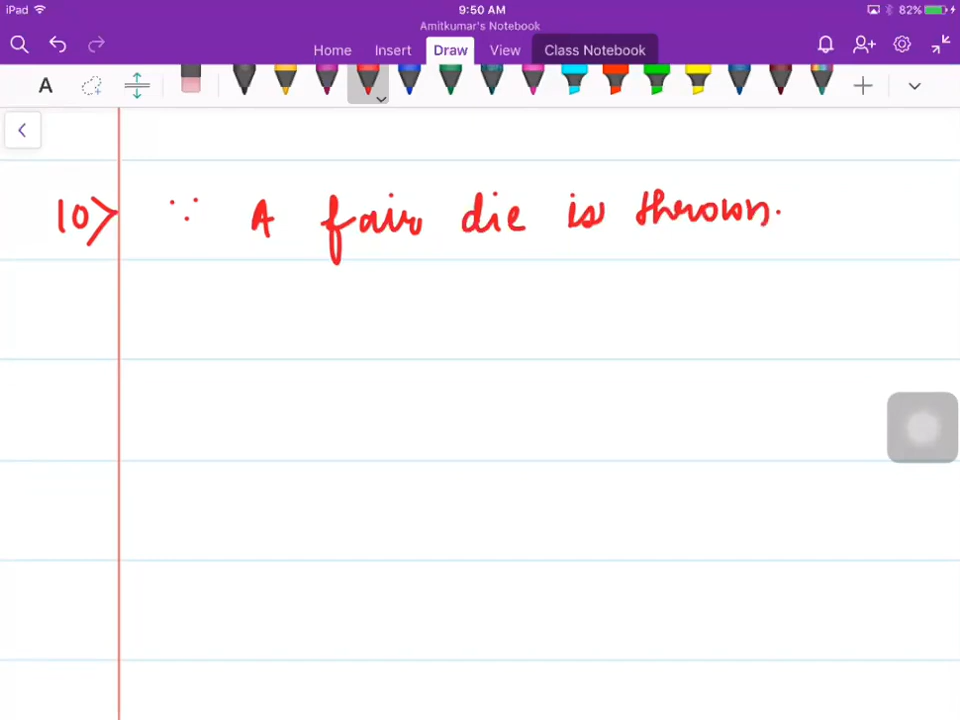 iPad 9:50 AM 82%
Amitkumar's Notebook
Home Insert Draw View Class Notebook
A
10> ∵ A fair die is thrown.